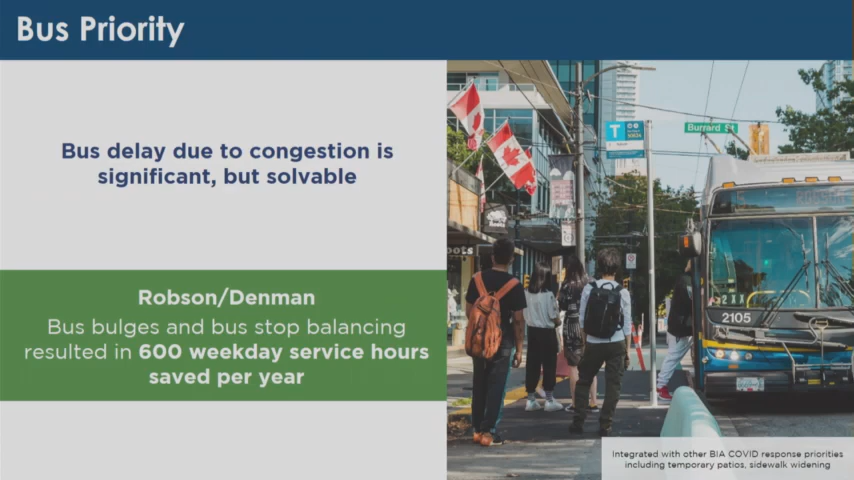 Bus Priority
Bus delay due to congestion is
significant, but solvable
Robson/Denman
Bus bulges and bus stop balancing
resulted in 600 weekday service hours
saved per year
T
Burrard St
2105
Integrated with other BIA COVID response priorities
including temporary patios, sidewalk widening